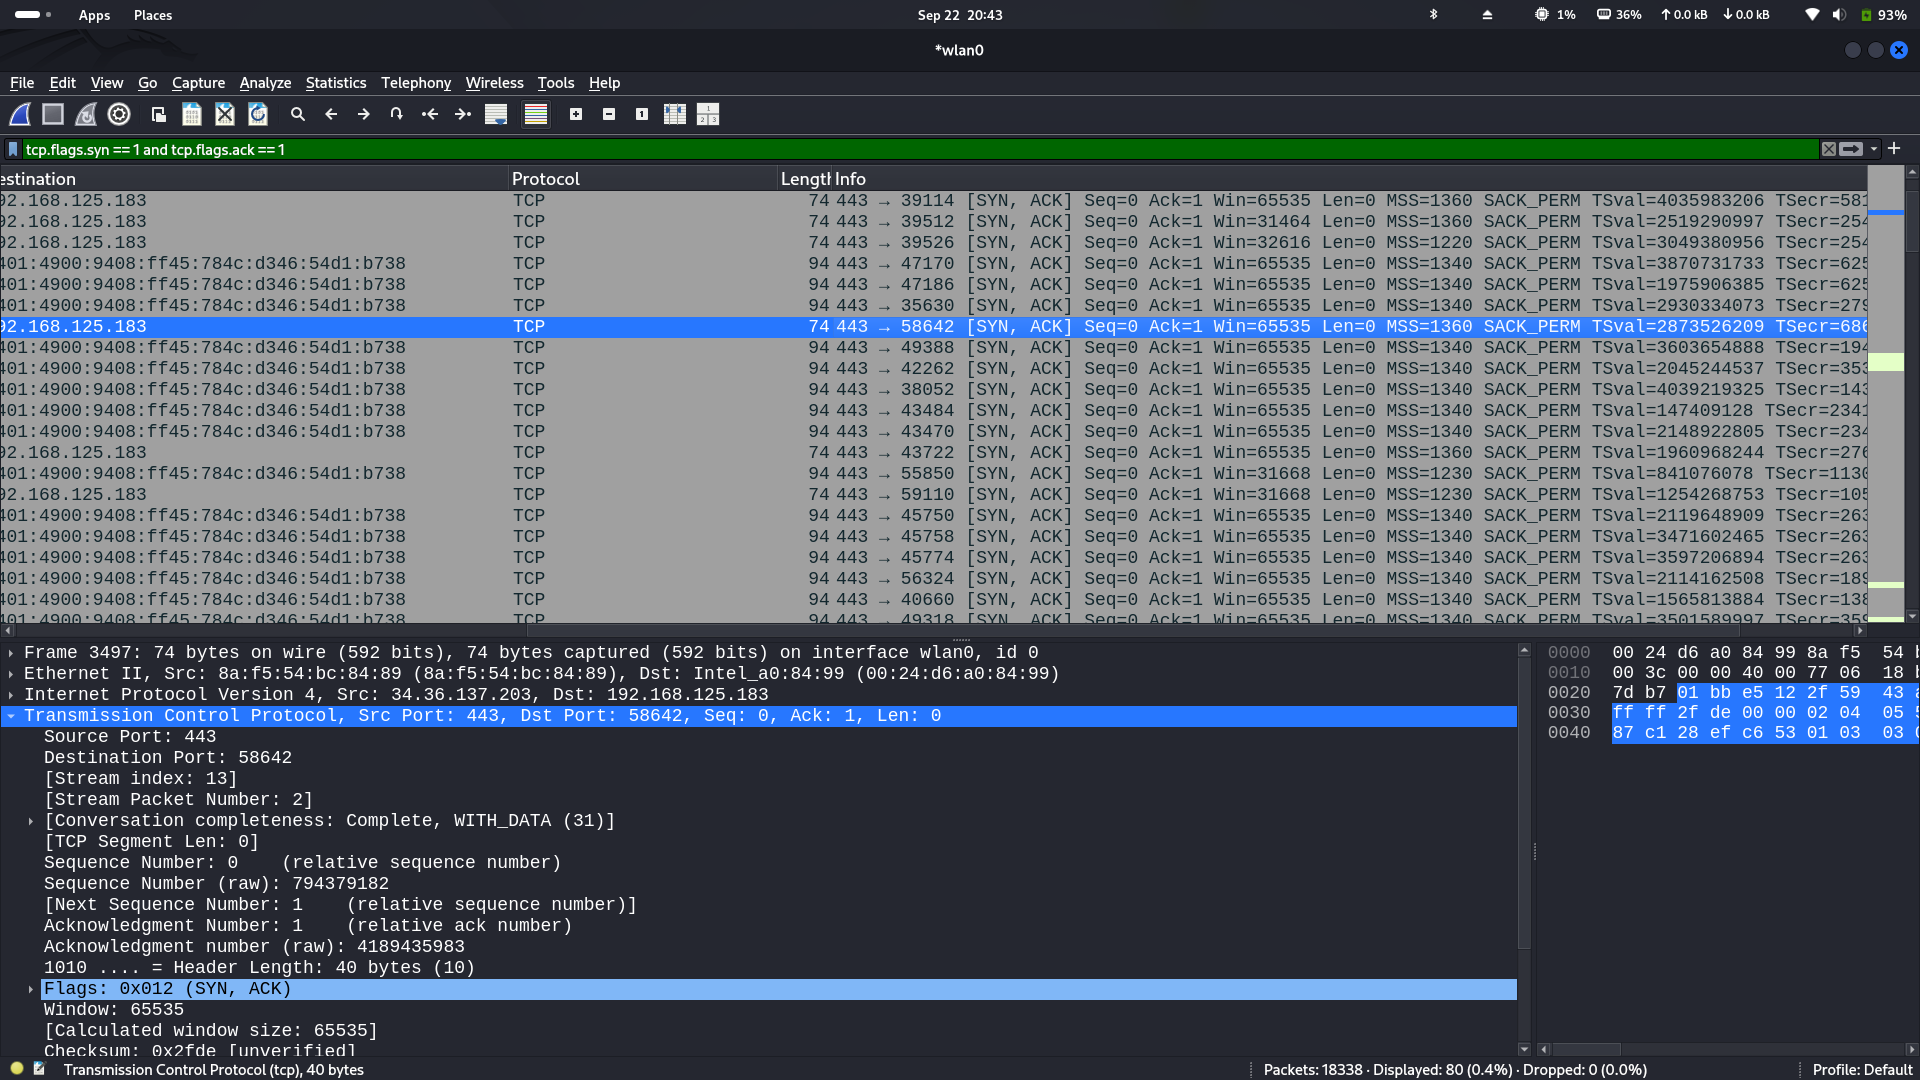 Apps Places Sep 22 20:43 1% 36% 0.0 kB 0.0 kB 93%
*wlan0
File Edit View Go Capture Analyze Statistics Telephony Wireless Tools Help
tcp.flags.syn == 1 and tcp.flags.ack == 1
estination Protocol Length Info
92.168.125.183 TCP 74 443 → 39114 [SYN, ACK] Seq=0 Ack=1 Win=65535 Len=0 MSS=1360 SACK_PERM TSval=4035983206 TSecr=581
92.168.125.183 TCP 74 443 → 39512 [SYN, ACK] Seq=0 Ack=1 Win=31464 Len=0 MSS=1360 SACK_PERM TSval=2519290997 TSecr=254
92.168.125.183 TCP 74 443 → 39526 [SYN, ACK] Seq=0 Ack=1 Win=32616 Len=0 MSS=1220 SACK_PERM TSval=3049380956 TSecr=254
401:4900:9408:ff45:784c:d346:54d1:b738 TCP 94 443 → 47170 [SYN, ACK] Seq=0 Ack=1 Win=65535 Len=0 MSS=1340 SACK_PERM TSval=3870731733 TSecr=625
401:4900:9408:ff45:784c:d346:54d1:b738 TCP 94 443 → 47186 [SYN, ACK] Seq=0 Ack=1 Win=65535 Len=0 MSS=1340 SACK_PERM TSval=1975906385 TSecr=625
401:4900:9408:ff45:784c:d346:54d1:b738 TCP 94 443 → 35630 [SYN, ACK] Seq=0 Ack=1 Win=65535 Len=0 MSS=1340 SACK_PERM TSval=2930334073 TSecr=279
92.168.125.183 TCP 74 443 → 58642 [SYN, ACK] Seq=0 Ack=1 Win=65535 Len=0 MSS=1360 SACK_PERM TSval=2873526209 TSecr=686
401:4900:9408:ff45:784c:d346:54d1:b738 TCP 94 443 → 49388 [SYN, ACK] Seq=0 Ack=1 Win=65535 Len=0 MSS=1340 SACK_PERM TSval=3603654888 TSecr=194
401:4900:9408:ff45:784c:d346:54d1:b738 TCP 94 443 → 42262 [SYN, ACK] Seq=0 Ack=1 Win=65535 Len=0 MSS=1340 SACK_PERM TSval=2045244537 TSecr=353
401:4900:9408:ff45:784c:d346:54d1:b738 TCP 94 443 → 38052 [SYN, ACK] Seq=0 Ack=1 Win=65535 Len=0 MSS=1340 SACK_PERM TSval=4039219325 TSecr=143
401:4900:9408:ff45:784c:d346:54d1:b738 TCP 94 443 → 43484 [SYN, ACK] Seq=0 Ack=1 Win=65535 Len=0 MSS=1340 SACK_PERM TSval=147409128 TSecr=2341
401:4900:9408:ff45:784c:d346:54d1:b738 TCP 94 443 → 43470 [SYN, ACK] Seq=0 Ack=1 Win=65535 Len=0 MSS=1340 SACK_PERM TSval=2148922805 TSecr=234
92.168.125.183 TCP 74 443 → 43722 [SYN, ACK] Seq=0 Ack=1 Win=65535 Len=0 MSS=1360 SACK_PERM TSval=1960968244 TSecr=276
401:4900:9408:ff45:784c:d346:54d1:b738 TCP 94 443 → 55850 [SYN, ACK] Seq=0 Ack=1 Win=31668 Len=0 MSS=1230 SACK_PERM TSval=841076078 TSecr=1130
92.168.125.183 TCP 74 443 → 59110 [SYN, ACK] Seq=0 Ack=1 Win=31668 Len=0 MSS=1230 SACK_PERM TSval=1254268753 TSecr=105
401:4900:9408:ff45:784c:d346:54d1:b738 TCP 94 443 → 45750 [SYN, ACK] Seq=0 Ack=1 Win=65535 Len=0 MSS=1340 SACK_PERM TSval=2119648909 TSecr=263
401:4900:9408:ff45:784c:d346:54d1:b738 TCP 94 443 → 45758 [SYN, ACK] Seq=0 Ack=1 Win=65535 Len=0 MSS=1340 SACK_PERM TSval=3471602465 TSecr=263
401:4900:9408:ff45:784c:d346:54d1:b738 TCP 94 443 → 45774 [SYN, ACK] Seq=0 Ack=1 Win=65535 Len=0 MSS=1340 SACK_PERM TSval=3597206894 TSecr=263
401:4900:9408:ff45:784c:d346:54d1:b738 TCP 94 443 → 56324 [SYN, ACK] Seq=0 Ack=1 Win=65535 Len=0 MSS=1340 SACK_PERM TSval=2114162508 TSecr=189
401:4900:9408:ff45:784c:d346:54d1:b738 TCP 94 443 → 40660 [SYN, ACK] Seq=0 Ack=1 Win=65535 Len=0 MSS=1340 SACK_PERM TSval=1565813884 TSecr=138
401:4900:9408:ff45:784c:d346:54d1:b738 TCP 94 443 → 49318 [SYN, ACK] Seq=0 Ack=1 Win=65535 Len=0 MSS=1340 SACK_PERM TSval=3501589997 TSecr=359
Frame 3497: 74 bytes on wire (592 bits), 74 bytes captured (592 bits) on interface wlan0, id 0
Ethernet II, Src: 8a:f5:54:bc:84:89 (8a:f5:54:bc:84:89), Dst: Intel_a0:84:99 (00:24:d6:a0:84:99)
Internet Protocol Version 4, Src: 34.36.137.203, Dst: 192.168.125.183
Transmission Control Protocol, Src Port: 443, Dst Port: 58642, Seq: 0, Ack: 1, Len: 0
Source Port: 443
Destination Port: 58642
[Stream index: 13]
[Stream Packet Number: 2]
[Conversation completeness: Complete, WITH_DATA (31)]
[TCP Segment Len: 0]
Sequence Number: 0 (relative sequence number)
Sequence Number (raw): 794379182
[Next Sequence Number: 1 (relative sequence number)]
Acknowledgment Number: 1 (relative ack number)
Acknowledgment number (raw): 4189435983
1010 .... = Header Length: 40 bytes (10)
Flags: 0x012 (SYN, ACK)
Window: 65535
[Calculated window size: 65535]
Checksum: 0x2fde [unverified]
0000 00 24 d6 a0 84 99 8a f5 54
0010 00 3c 00 00 40 00 77 06 18
0020 7d b7 01 bb e5 12 2f 59 43
0030 ff ff 2f de 00 00 02 04 05
0040 87 c1 28 ef c6 53 01 03 03
Transmission Control Protocol (tcp), 40 bytes Packets: 18338 · Displayed: 80 (0.4%) · Dropped: 0 (0.0%) Profile: Default